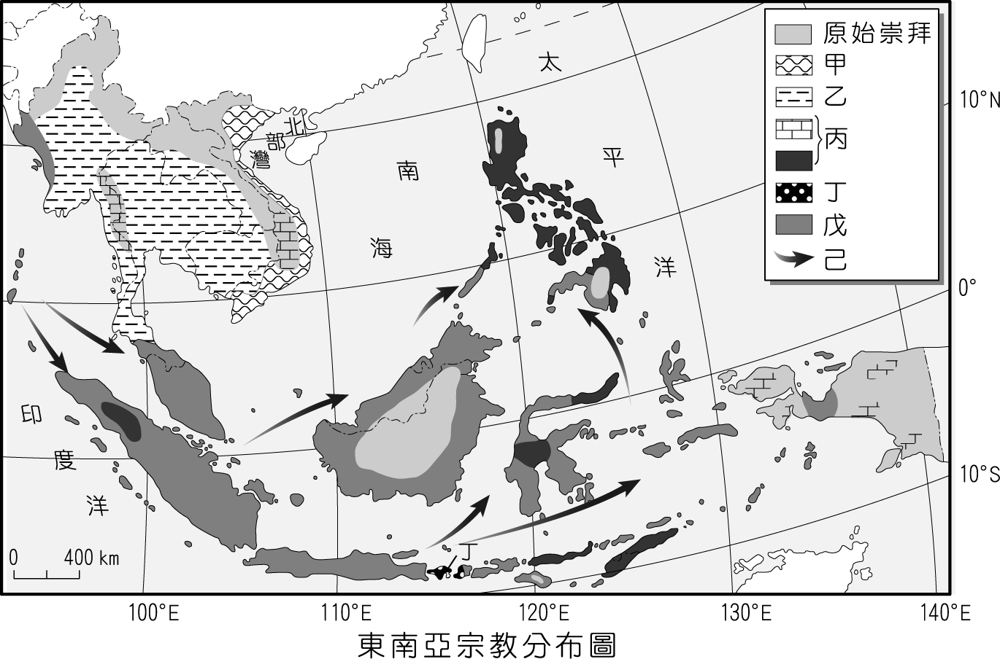 原始崇拜
甲
乙
丙
丁
戊
己
太
平
洋
北
部
灣
南
海
印
度
洋
丁
0 400 km
10°N
0°
10°S
100°E 110°E 120°E 130°E 140°E
東南亞宗教分布圖